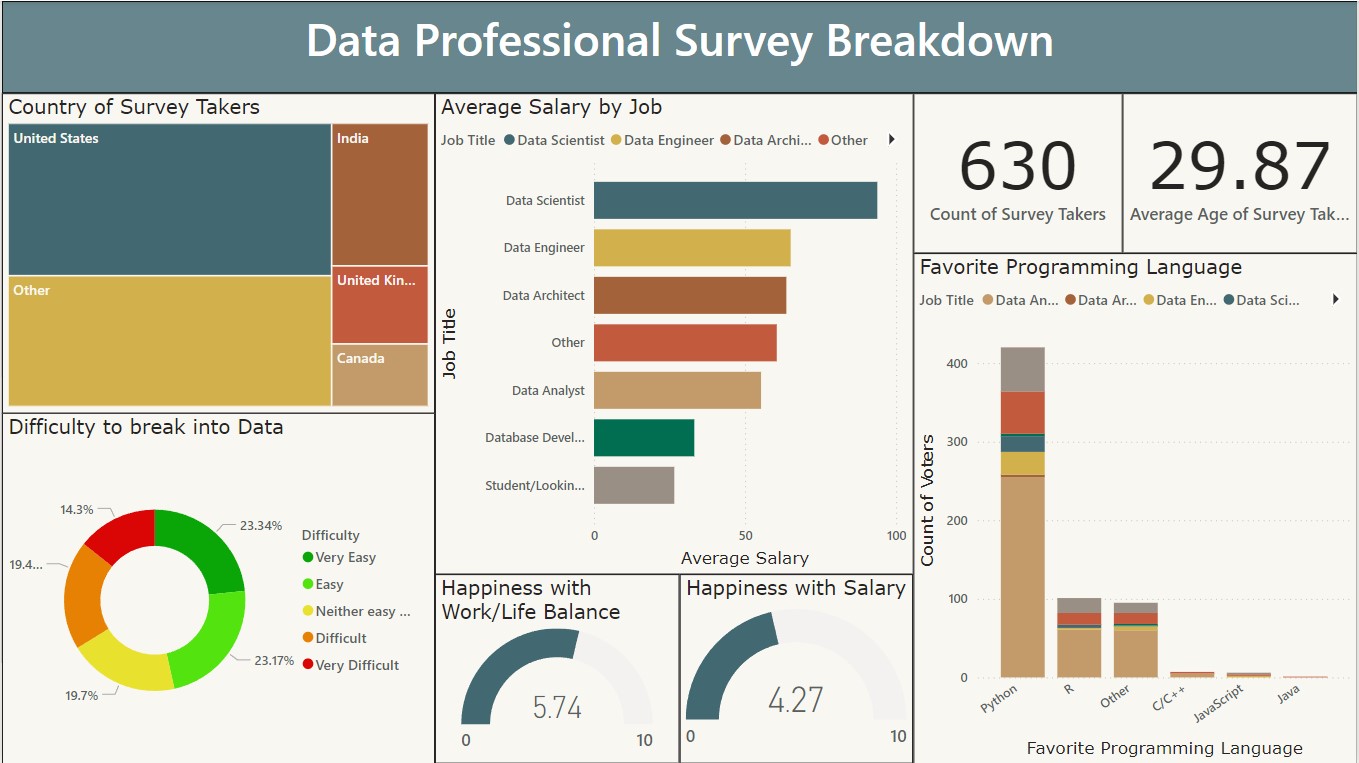 Data Professional Survey Breakdown
Country of Survey Takers
United States
India
Other
United Kin...
Canada
Difficulty to break into Data
14.3%
23.34%
19.4...
23.17%
19.7%
Difficulty
Very Easy
Easy
Neither easy ...
Difficult
Very Difficult
Average Salary by Job
Job Title Data Scientist Data Engineer Data Archi... Other
Job Title
Data Scientist
Data Engineer
Data Architect
Other
Data Analyst
Database Devel...
Student/Lookin...
0 50 100
Average Salary
Happiness with
Work/Life Balance
5.74
0 10
Happiness with Salary
4.27
0 10
630
Count of Survey Takers
29.87
Average Age of Survey Tak...
Favorite Programming Language
Job Title Data An... Data Ar... Data En... Data Sci...
Count of Voters
400
300
200
100
0
Python R Other C/C++ JavaScript Java
Favorite Programming Language